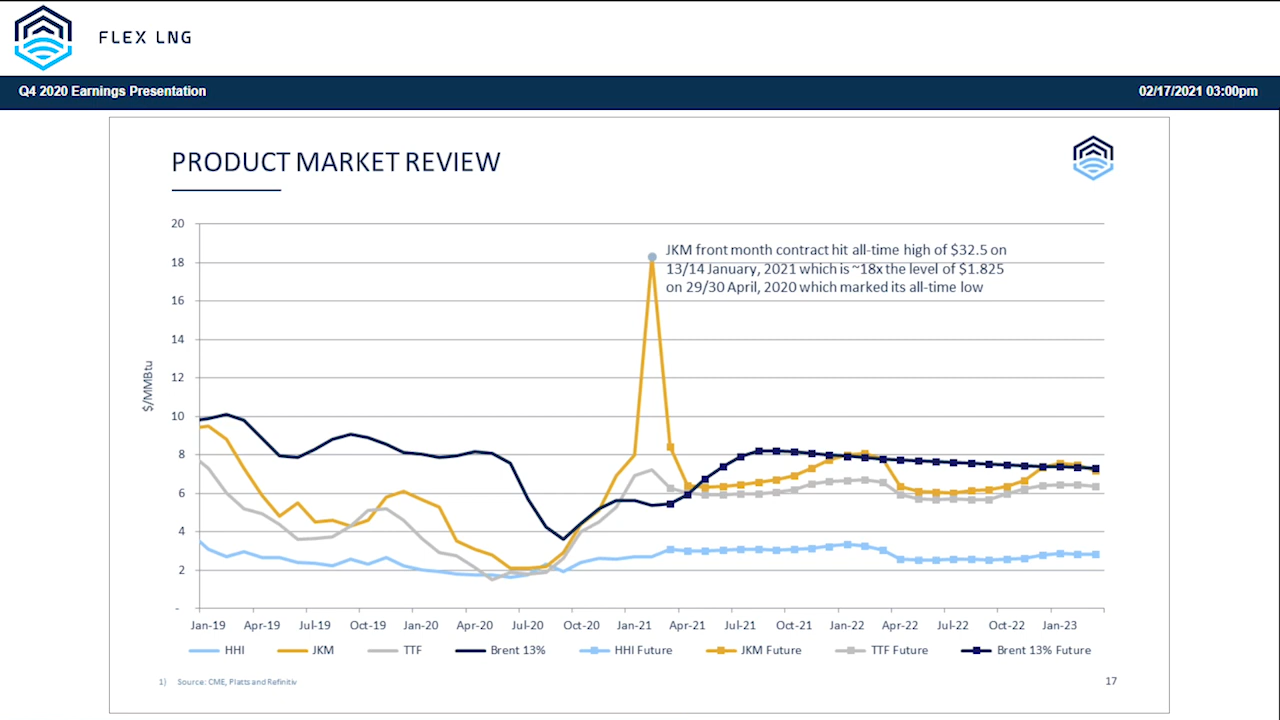 FLEX LNG
Q4 2020 Earnings Presentation
02/17/2021 03:00pm
PRODUCT MARKET REVIEW
20
18
16
14
12
10
8
6
4
2
-
$/MMBtu
JKM front month contract hit all-time high of $32.5 on
13/14 January, 2021 which is ~18x the level of $1.825
on 29/30 April, 2020 which marked its all-time low
Jan-19 Apr-19 Jul-19 Oct-19 Jan-20 Apr-20 Jul-20 Oct-20 Jan-21 Apr-21 Jul-21 Oct-21 Jan-22 Apr-22 Jul-22 Oct-22 Jan-23
HHI JKM TTF Brent 13% HHI Future JKM Future TTF Future Brent 13% Future
1) Source: CME, Platts and Refinitiv
17